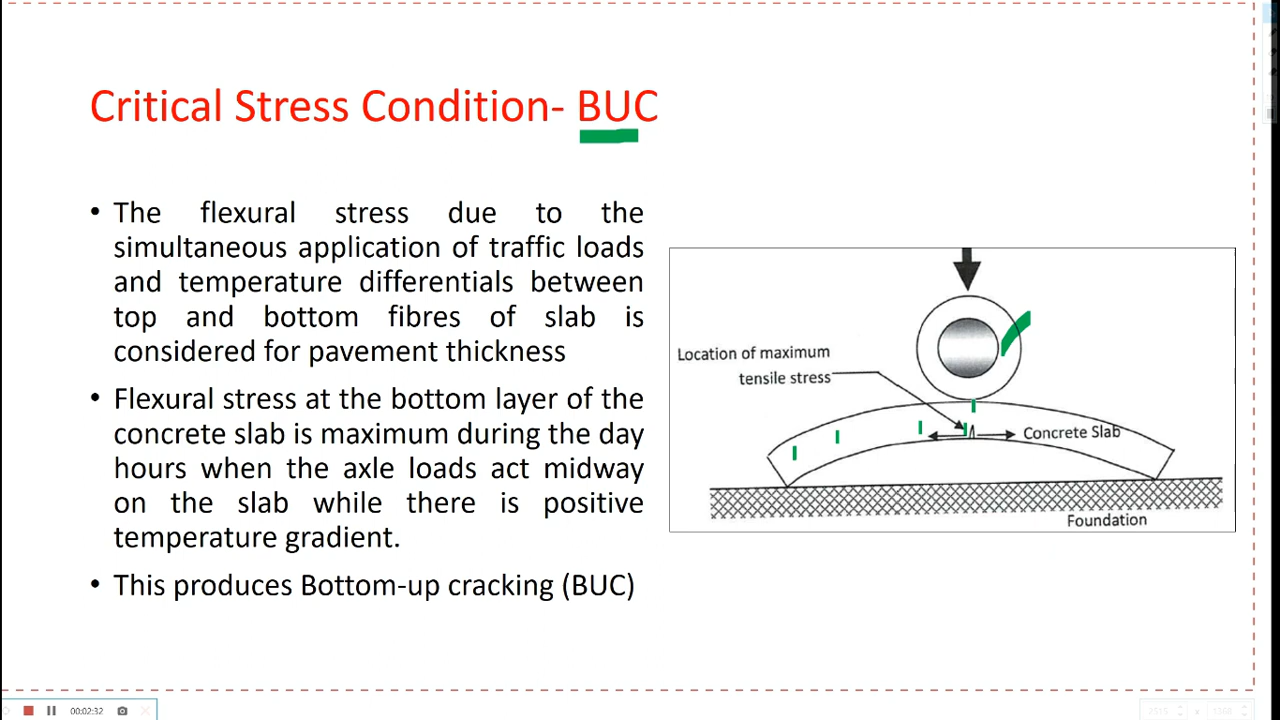 Critical Stress Condition- BUC
• The flexural stress due to the
simultaneous application of traffic loads
and temperature differentials between
top and bottom fibres of slab is
considered for pavement thickness
• Flexural stress at the bottom layer of the
concrete slab is maximum during the day
hours when the axle loads act midway
on the slab while there is positive
temperature gradient.
• This produces Bottom-up cracking (BUC)
Location of maximum
tensile stress
Concrete Slab
Foundation
00:02:32